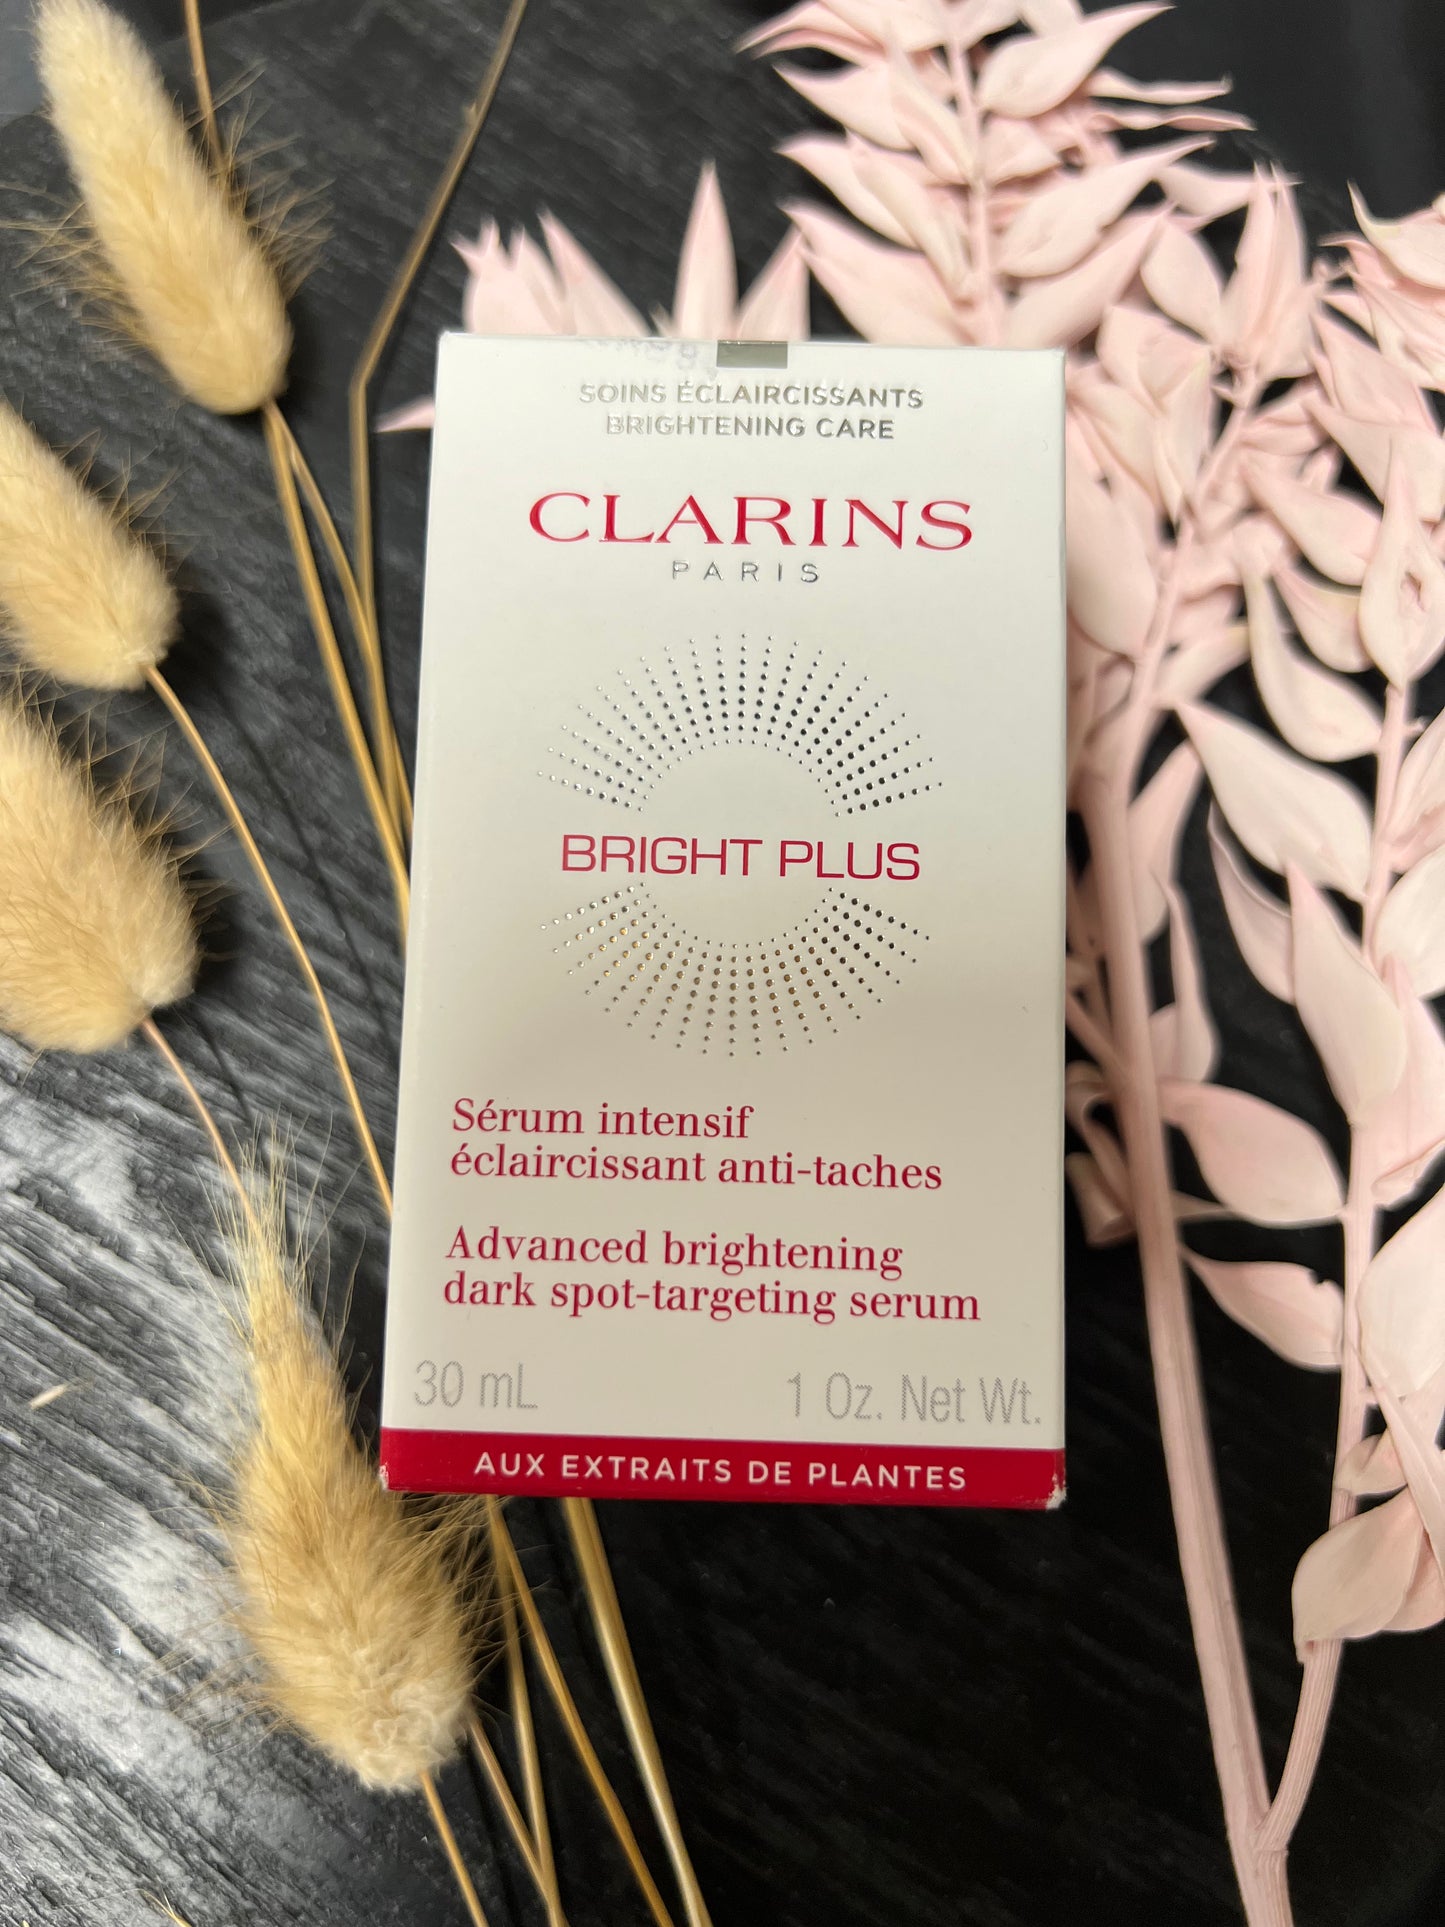 SOINS ÉCLAIRCISSANTS
BRIGHTENING CARE
CLARINS
PARIS
BRIGHT PLUS
Sérum intensif
éclaircissant anti-taches
Advanced brightening
dark spot-targeting serum
30 mL 1 Oz. Net Wt.
AUX EXTRAITS DE PLANTES